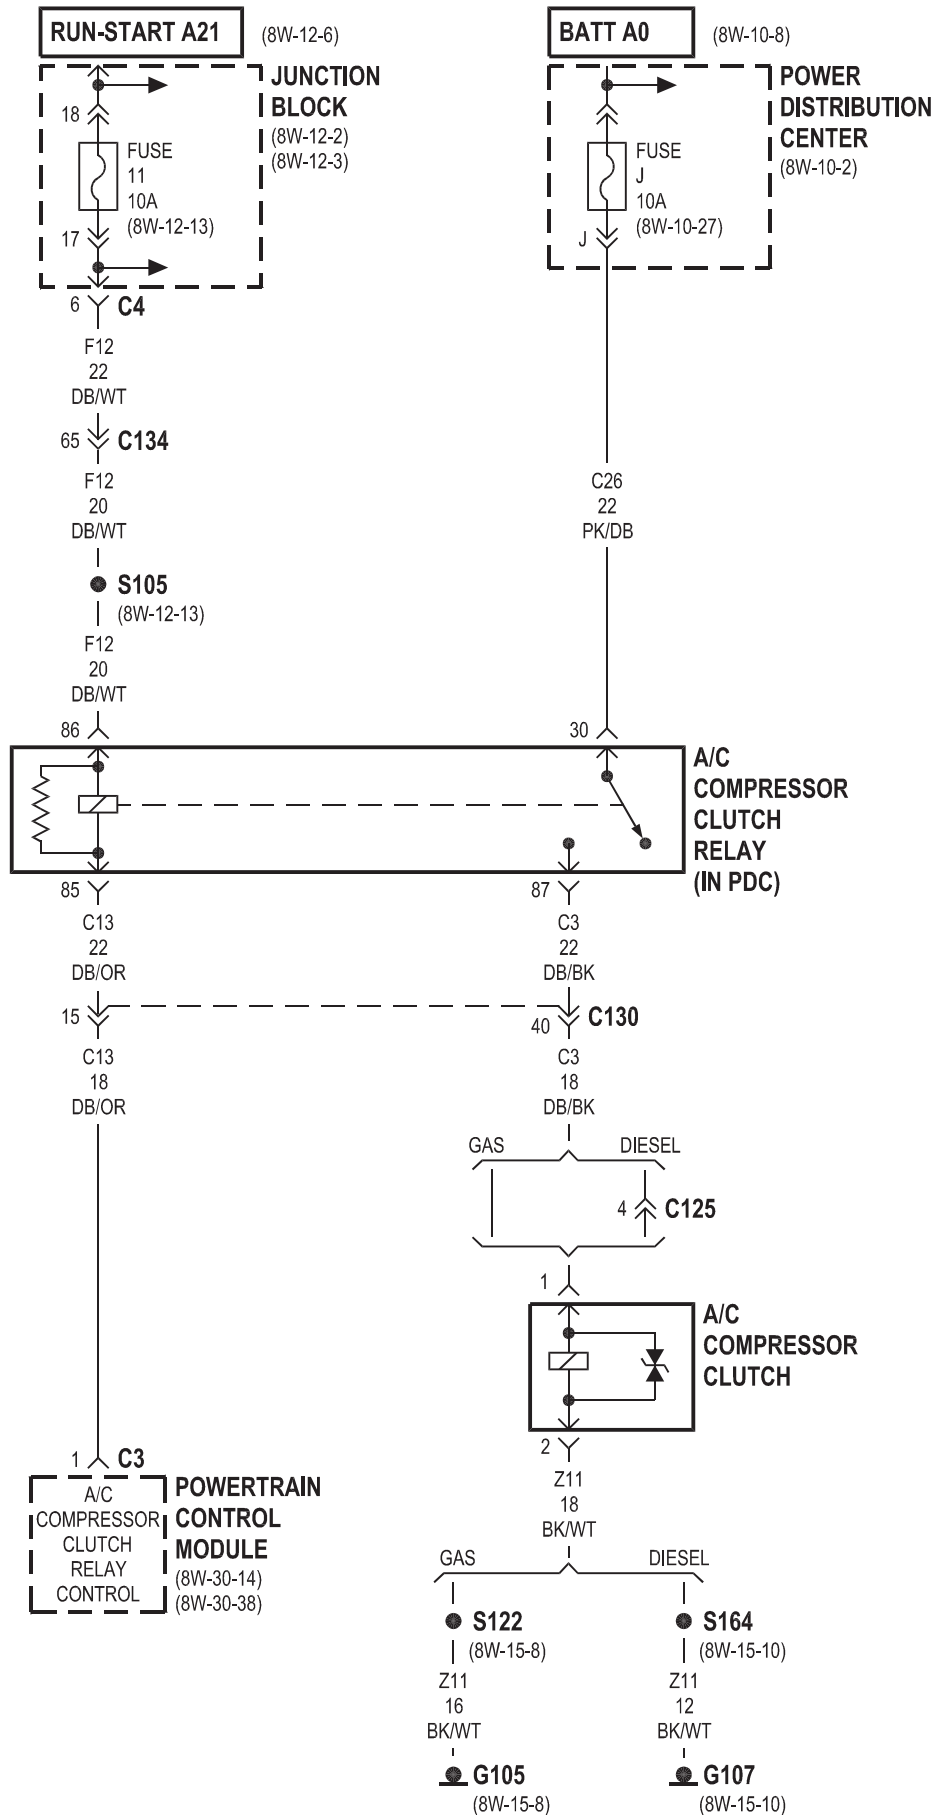 RUN-START A21
(8W-12-6)
BATT A0
(8W-10-8)
JUNCTION
BLOCK
(8W-12-2)
(8W-12-3)
18
FUSE
11
10A
(8W-12-13)
17
POWER
DISTRIBUTION
CENTER
(8W-10-2)
FUSE
J
10A
(8W-10-27)
J
6
C4
F12
22
DB/WT
65
C134
F12
20
DB/WT
S105
(8W-12-13)
F12
20
DB/WT
86
C26
22
PK/DB
30
A/C
COMPRESSOR
CLUTCH
RELAY
(IN PDC)
85
C13
22
DB/OR
87
C3
22
DB/BK
15
40
C130
C13
18
DB/OR
C3
18
DB/BK
GAS
DIESEL
4
C125
1
A/C
COMPRESSOR
CLUTCH
2
Z11
18
BK/WT
1
C3
A/C
COMPRESSOR
CLUTCH
RELAY
CONTROL
POWERTRAIN
CONTROL
MODULE
(8W-30-14)
(8W-30-38)
GAS
DIESEL
S122
(8W-15-8)
S164
(8W-15-10)
Z11
16
BK/WT
Z11
12
BK/WT
G105
(8W-15-8)
G107
(8W-15-10)